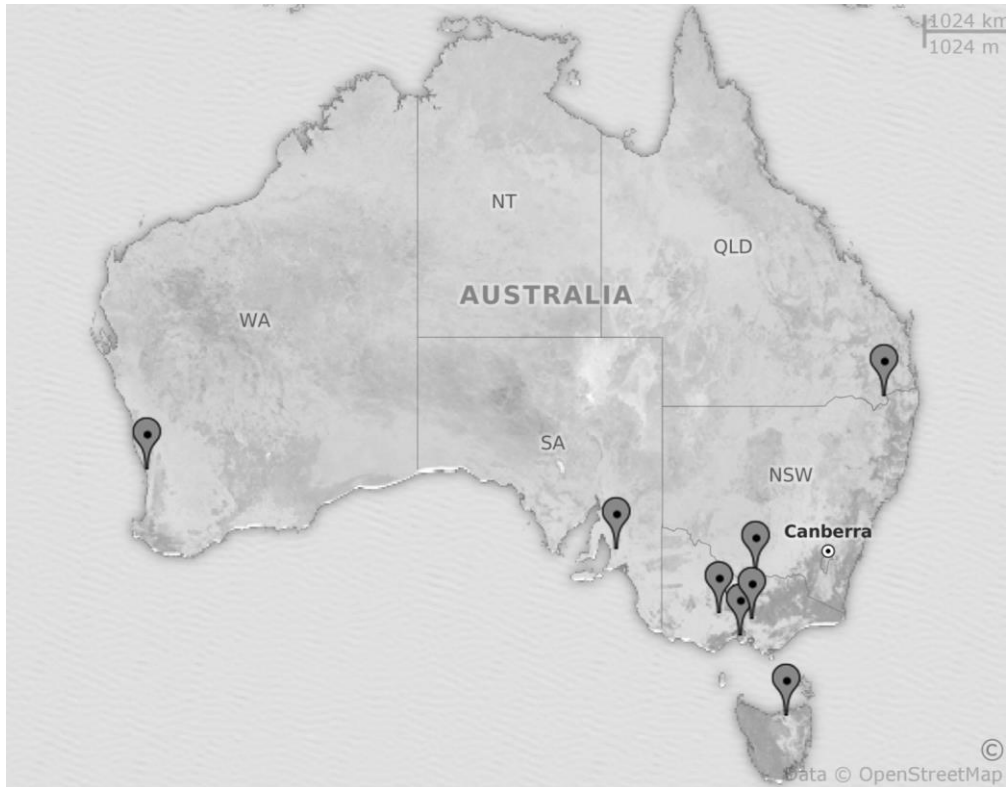 1024 km
1024 m
NT
QLD
AUSTRALIA
WA
SA
NSW
Canberra
©
Data © OpenStreetMap